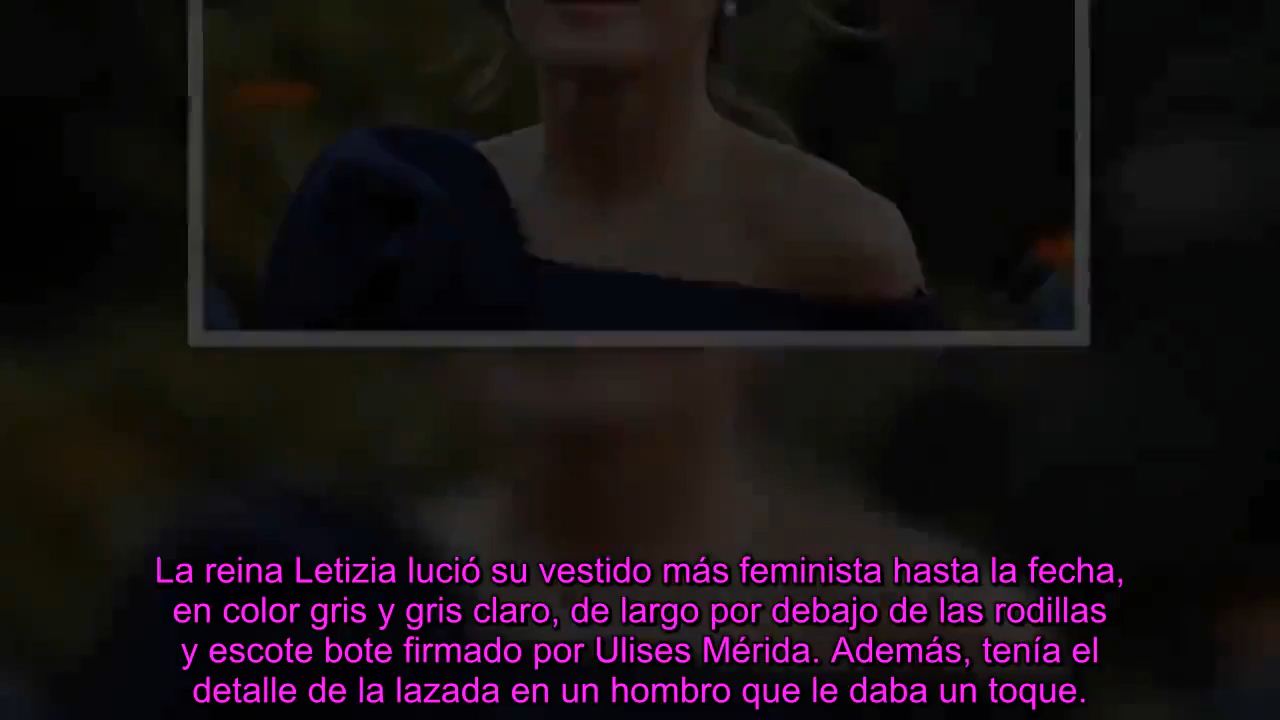 La reina Letizia lució su vestido más feminista hasta la fecha,
en color gris y gris claro, de largo por debajo de las rodillas
y escote bote firmado por Ulises Mérida. Además, tenía el
detalle de la lazada en un hombro que le daba un toque.